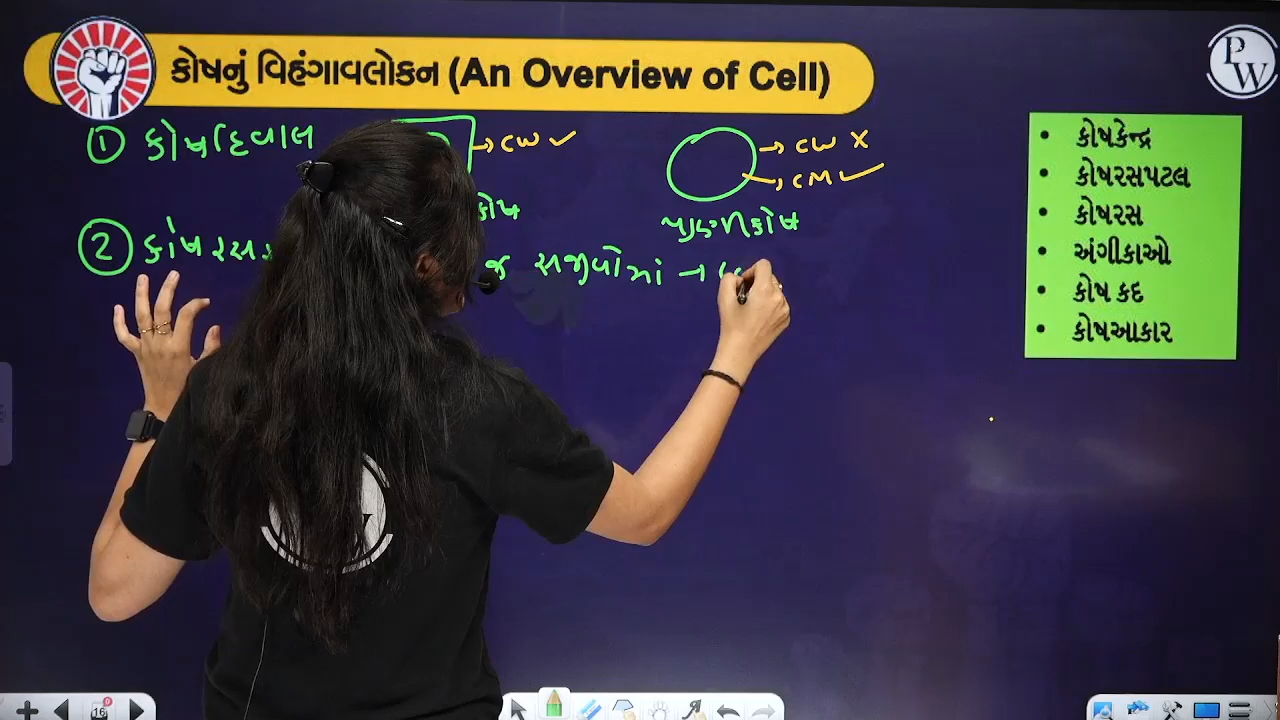 કોષનું વિહંગાવલોકન (An Overview of Cell)
PW
① કોષદિવાલ
→ CW ✓
→ CW X
→ CM ✓
કોષ
પ્રાણીકોષ
② કોષરસ
જ સજીવોમાં →
• કોષકેન્દ્ર
• કોષરસપટલ
• કોષરસ
• અંગીકાઓ
• કોષ કદ
• કોષઆકાર
16